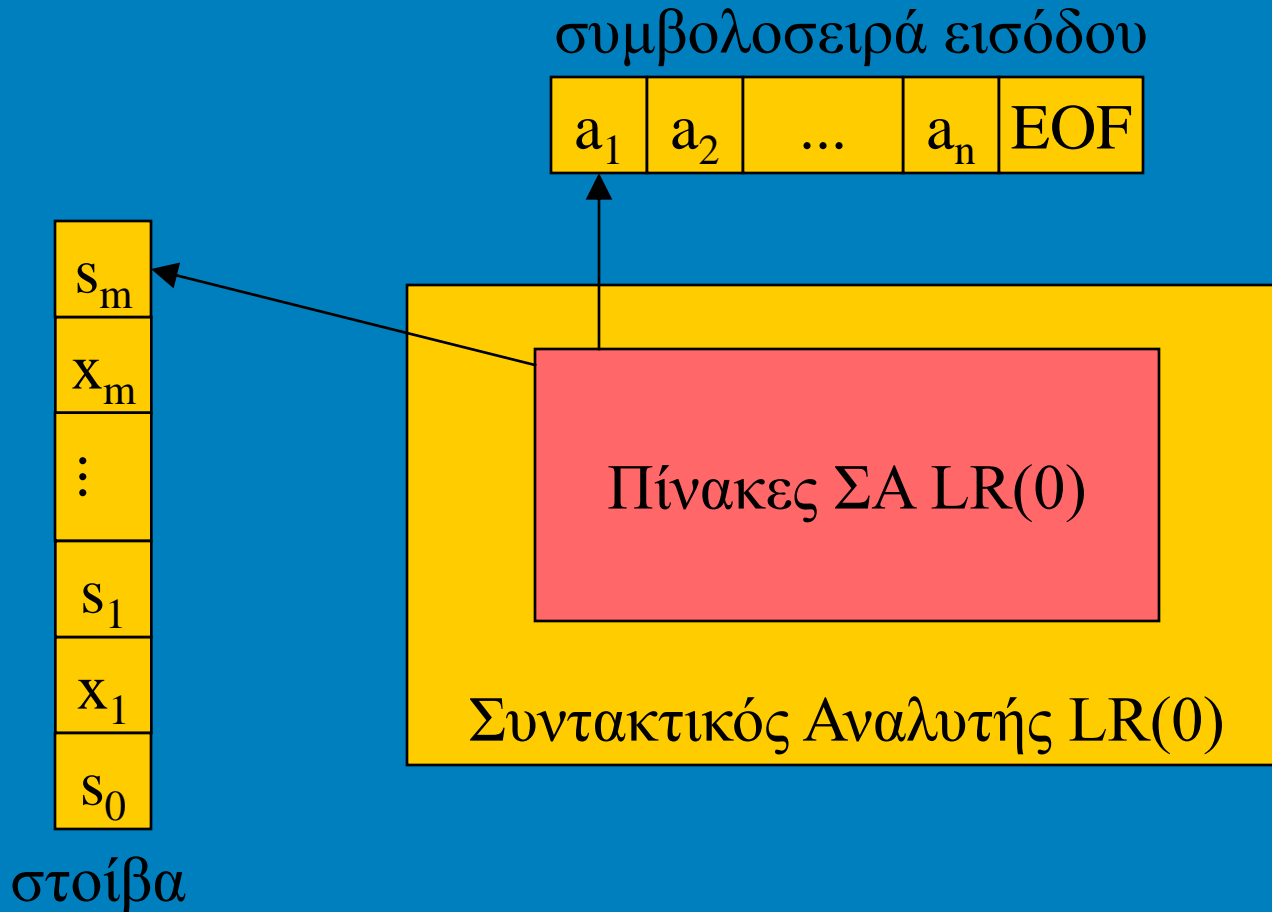 συμβολοσειρά εισόδου
a₁ a₂ ... aₙ EOF
sₘ
xₘ
⋮
s₁
x₁
s₀
στοίβα
Πίνακες ΣΑ LR(0)
Συντακτικός Αναλυτής LR(0)